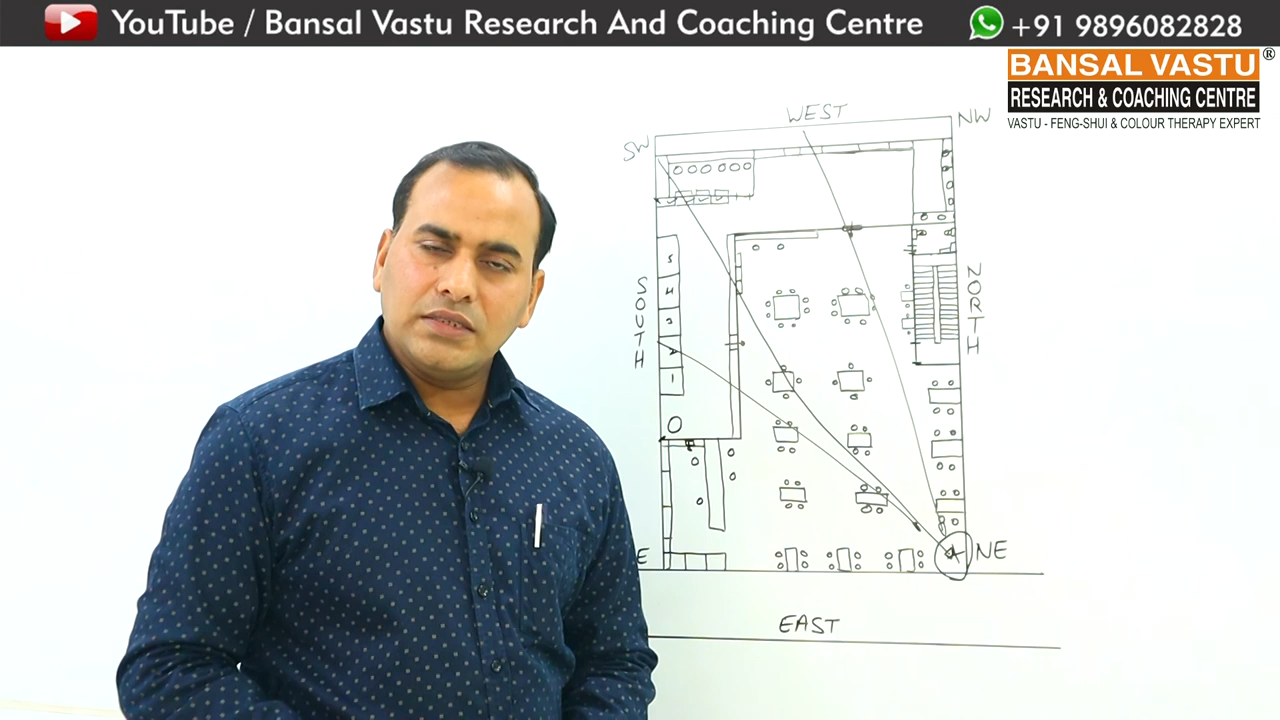 YouTube / Bansal Vastu Research And Coaching Centre
+91 9896082828
BANSAL VASTU®
RESEARCH & COACHING CENTRE
VASTU - FENG-SHUI & COLOUR THERAPY EXPERT
WEST
NW
SW
5
4
3
2
1
SOUTH
NORTH
E
NE
EAST